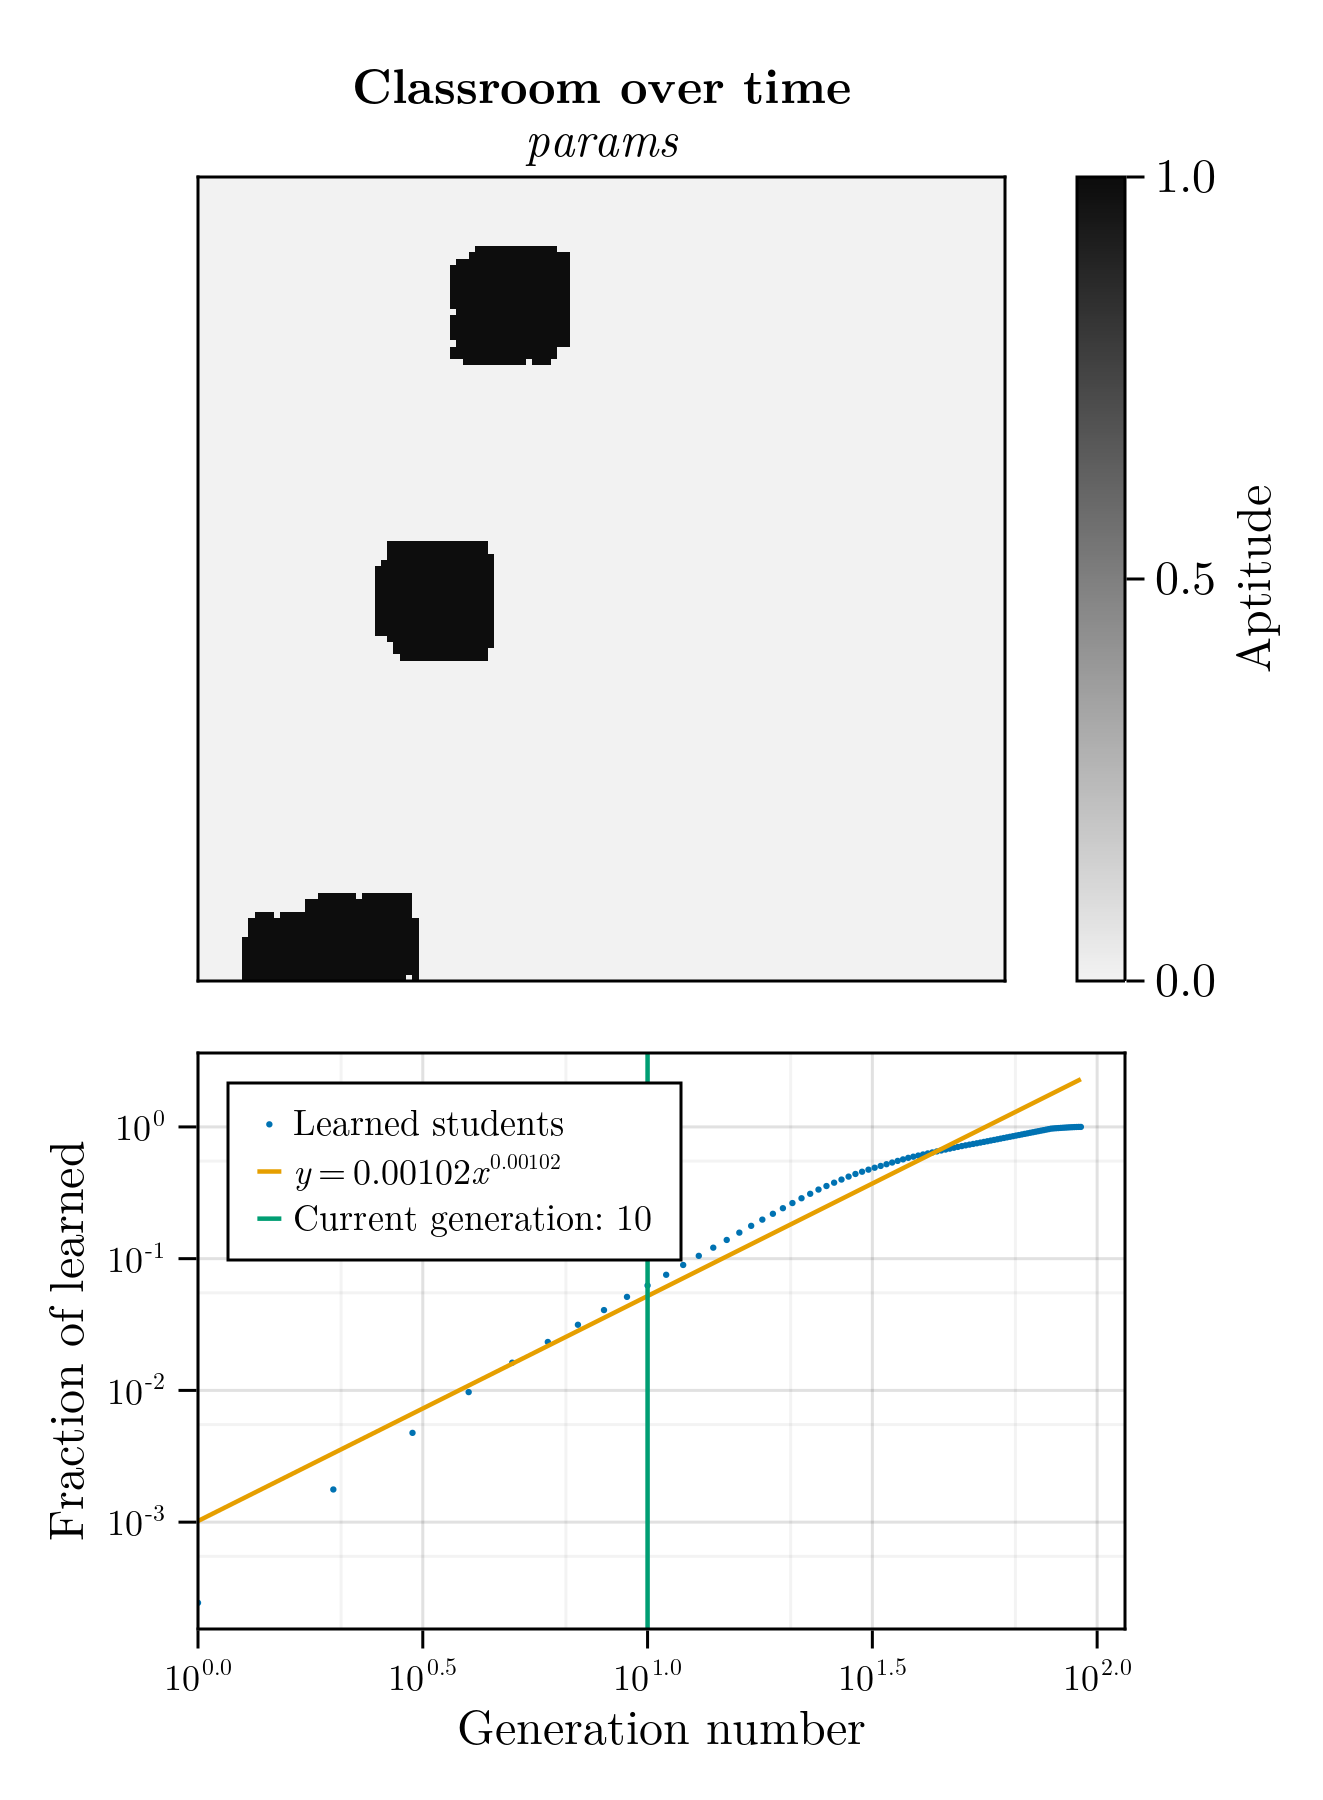 Classroom over time
params
1.0
0.5
0.0
Aptitude
Learned students
y = 0.00102x^0.00102
Current generation: 10
10^0
10^-1
10^-2
10^-3
Fraction of learned
10^0.0 10^0.5 10^1.0 10^1.5 10^2.0
Generation number